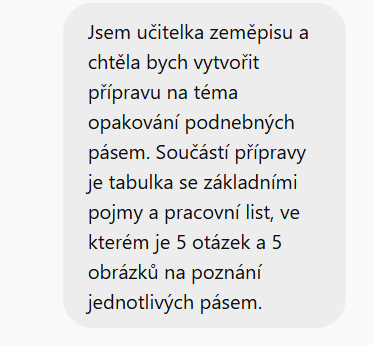 Jsem učitelka zeměpisu a
chtěla bych vytvořit
přípravu na téma
opakování podnebných
pásem. Součástí přípravy
je tabulka se základními
pojmy a pracovní list, ve
kterém je 5 otázek a 5
obrázků na poznání
jednotlivých pásem.